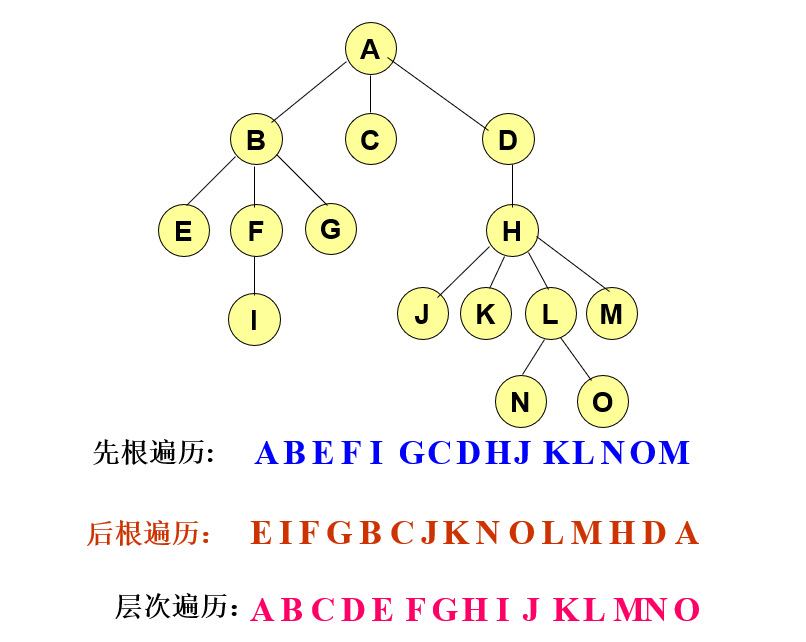 A
B C D
E F G H
I J K L M
N O
先根遍历: A B E F I G C D H J K L N O M
后根遍历: E I F G B C J K N O L M H D A
层次遍历: A B C D E F G H I J K L M N O